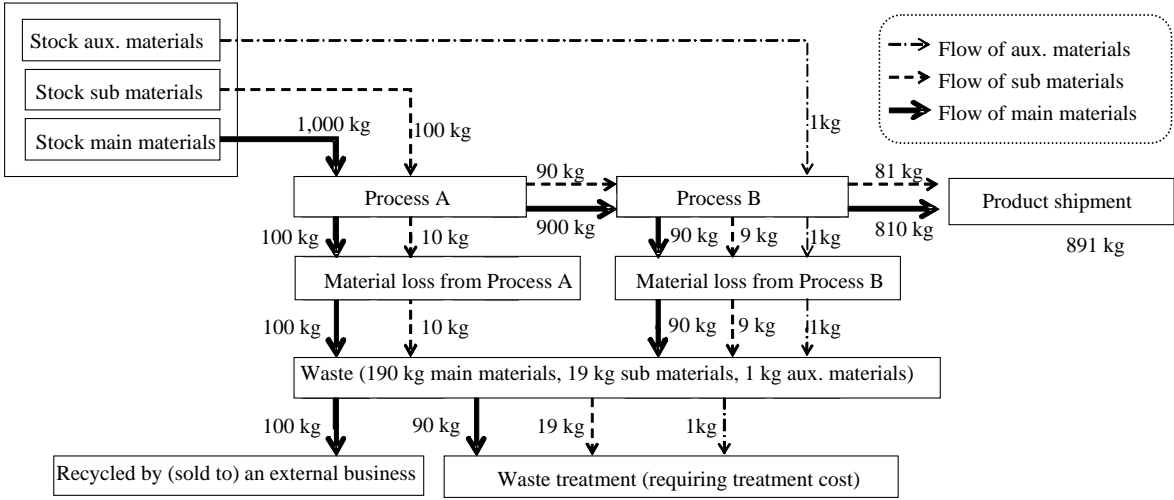 Stock aux. materials
Stock sub materials
Stock main materials
1,000 kg
100 kg
1kg
Flow of aux. materials
Flow of sub materials
Flow of main materials
Process A
90 kg
900 kg
Process B
81 kg
810 kg
Product shipment
891 kg
100 kg
10 kg
90 kg
9 kg
1kg
Material loss from Process A
Material loss from Process B
100 kg
10 kg
90 kg
9 kg
1kg
Waste (190 kg main materials, 19 kg sub materials, 1 kg aux. materials)
100 kg
90 kg
19 kg
1kg
Recycled by (sold to) an external business
Waste treatment (requiring treatment cost)